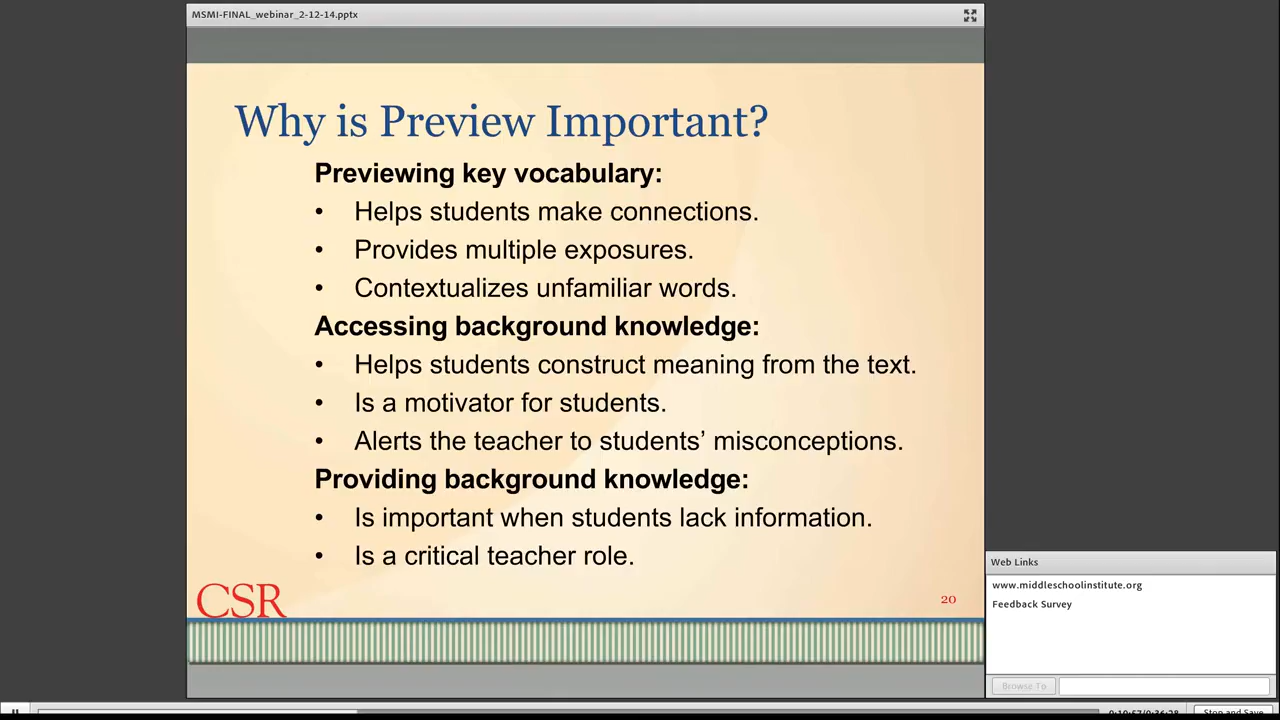 MSMI-FINAL_webinar_2-12-14.pptx
Why is Preview Important?
Previewing key vocabulary:
• Helps students make connections.
• Provides multiple exposures.
• Contextualizes unfamiliar words.
Accessing background knowledge:
• Helps students construct meaning from the text.
• Is a motivator for students.
• Alerts the teacher to students’ misconceptions.
Providing background knowledge:
• Is important when students lack information.
• Is a critical teacher role.
CSR
20
Web Links
www.middleschoolinstitute.org
Feedback Survey
Browse To
Stop and Save